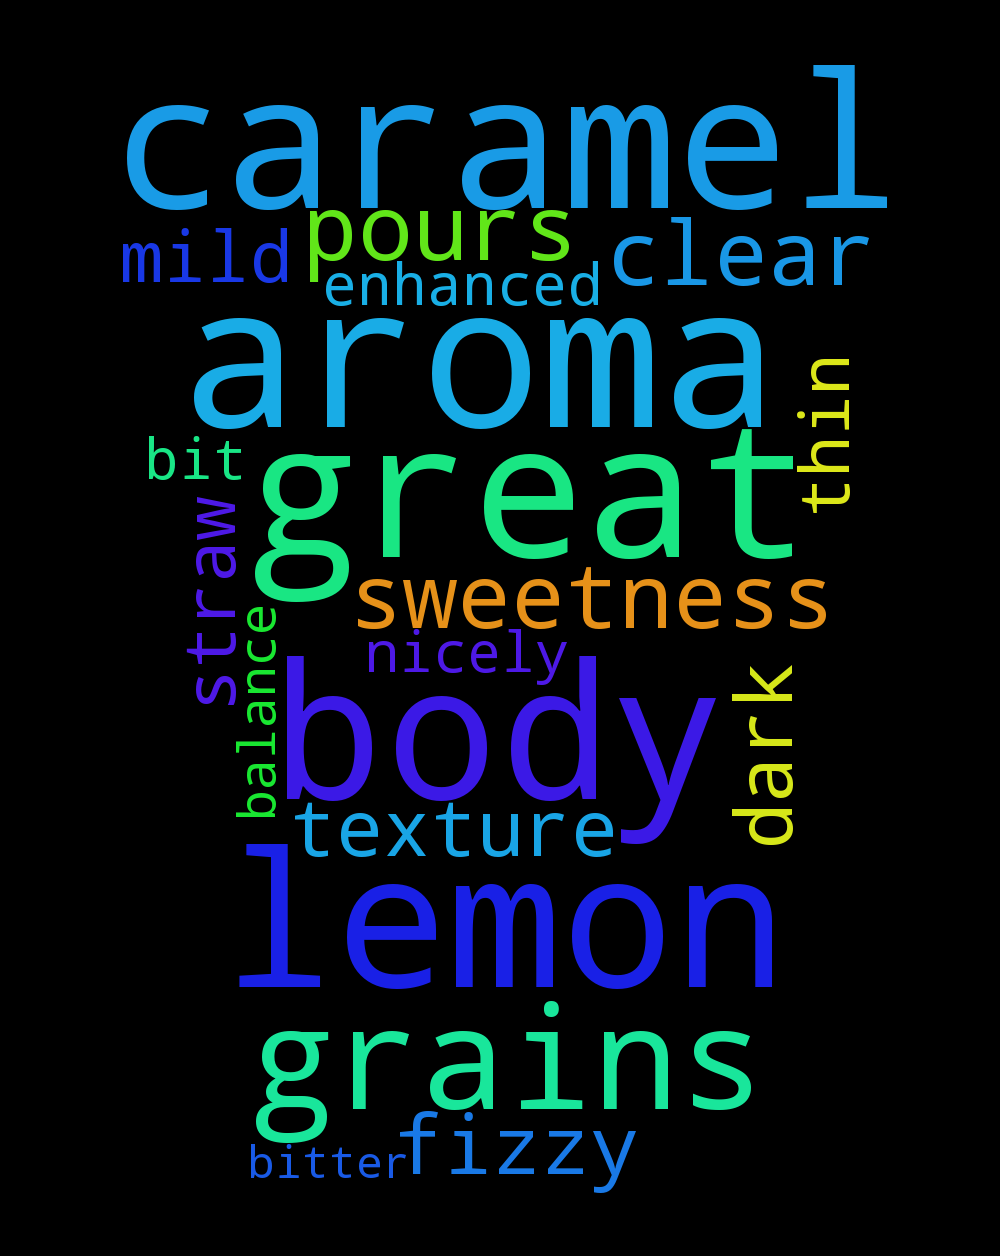 caramel
mild
pours
clear
enhanced
aroma
thin
bit
great
straw
sweetness
balance
nicely
body
dark
texture
lemon
grains
bitter
fizzy